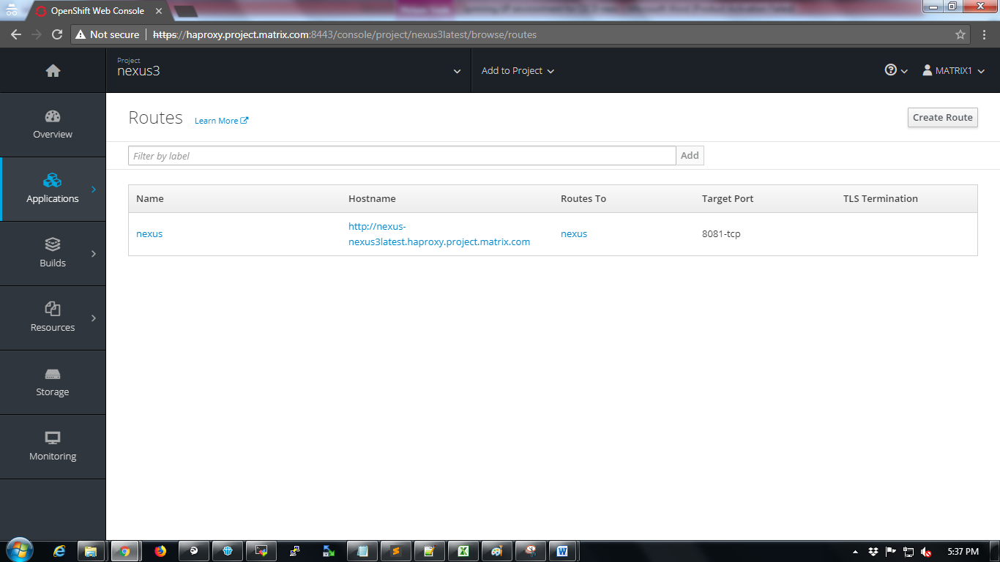 OpenShift Web Console
Not secure https://haproxy.project.matrix.com:8443/console/project/nexus3latest/browse/routes
Project
nexus3
Add to Project
MATRIX1
Overview
Applications
Builds
Resources
Storage
Monitoring
Routes Learn More
Create Route
Filter by label Add
Name Hostname Routes To Target Port TLS Termination
nexus http://nexus- nexus 8081-tcp
nexus3latest.haproxy.project.matrix.com
5:37 PM